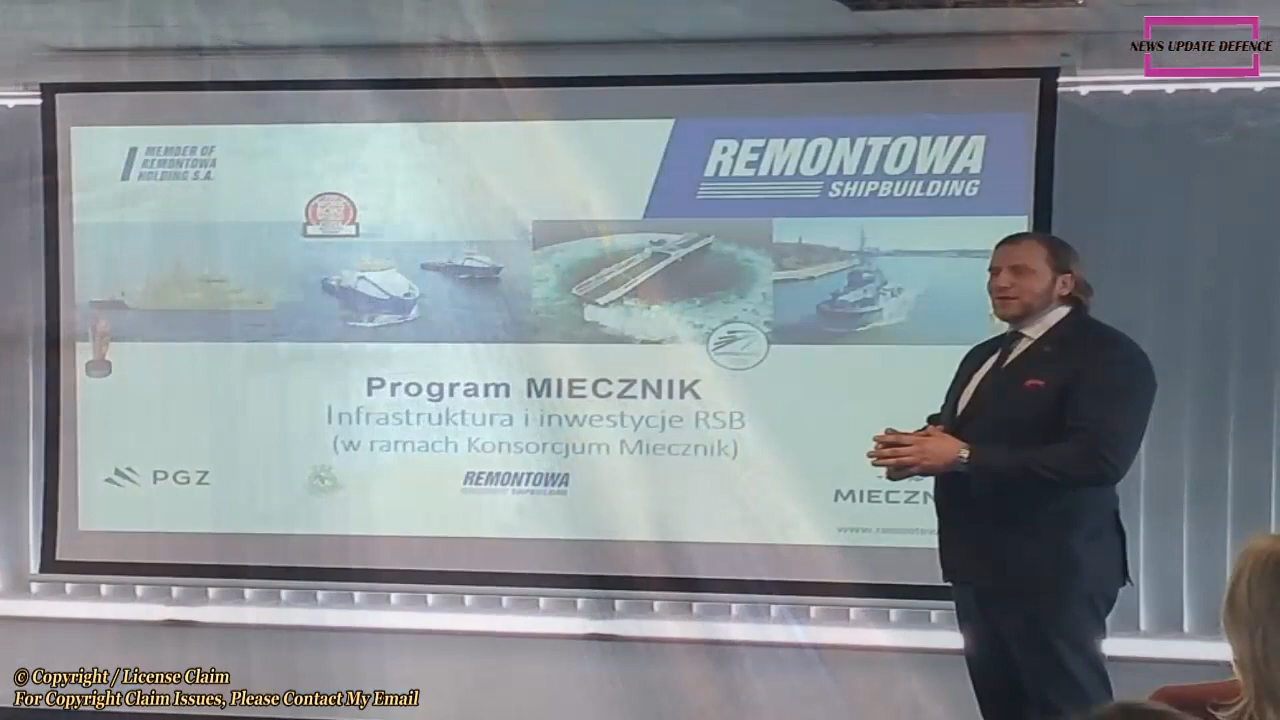 NEWS UPDATE DEFENCE
MEMBER OF
REMONTOWA
HOLDING S.A.
REMONTOWA
SHIPBUILDING
Program MIECZNIK
Infrastruktura i inwestycje RSB
(w ramach Konsorcjum Miecznik)
PGZ
REMONTOWA
SHIPBUILDING
MIECZN
© Copyright / License Claim
For Copyright Claim Issues, Please Contact My Email